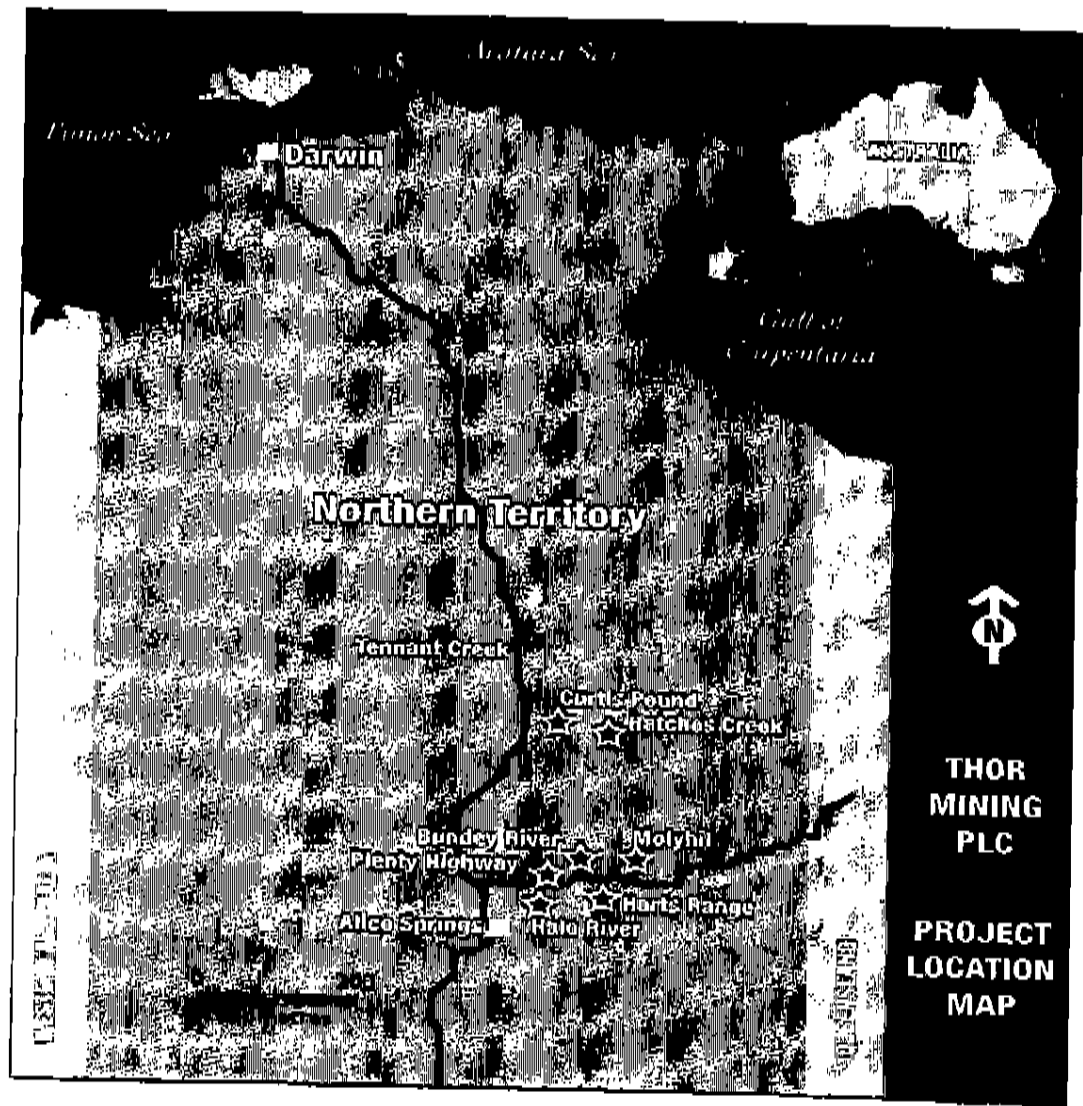 Arafura Sea
Timor Sea
Darwin
AUSTRALIA
Gulf of
Carpentaria
Northern Territory
Tennant Creek
Curtis Pound
Hatches Creek
N
Bundey River
Molyhil
Plenty Highway
Harts Range
Alice Springs
Hale River
THOR
MINING
PLC
PROJECT
LOCATION
MAP